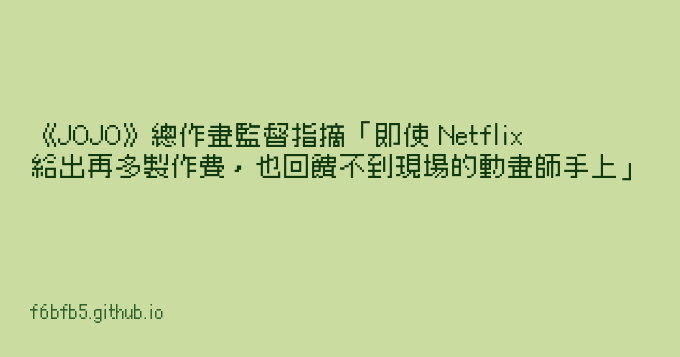 《JOJO》總作畫監督指摘「即使 Netflix
給出再多製作費，也回饋不到現場的動畫師手上」
f6bfb5.github.io